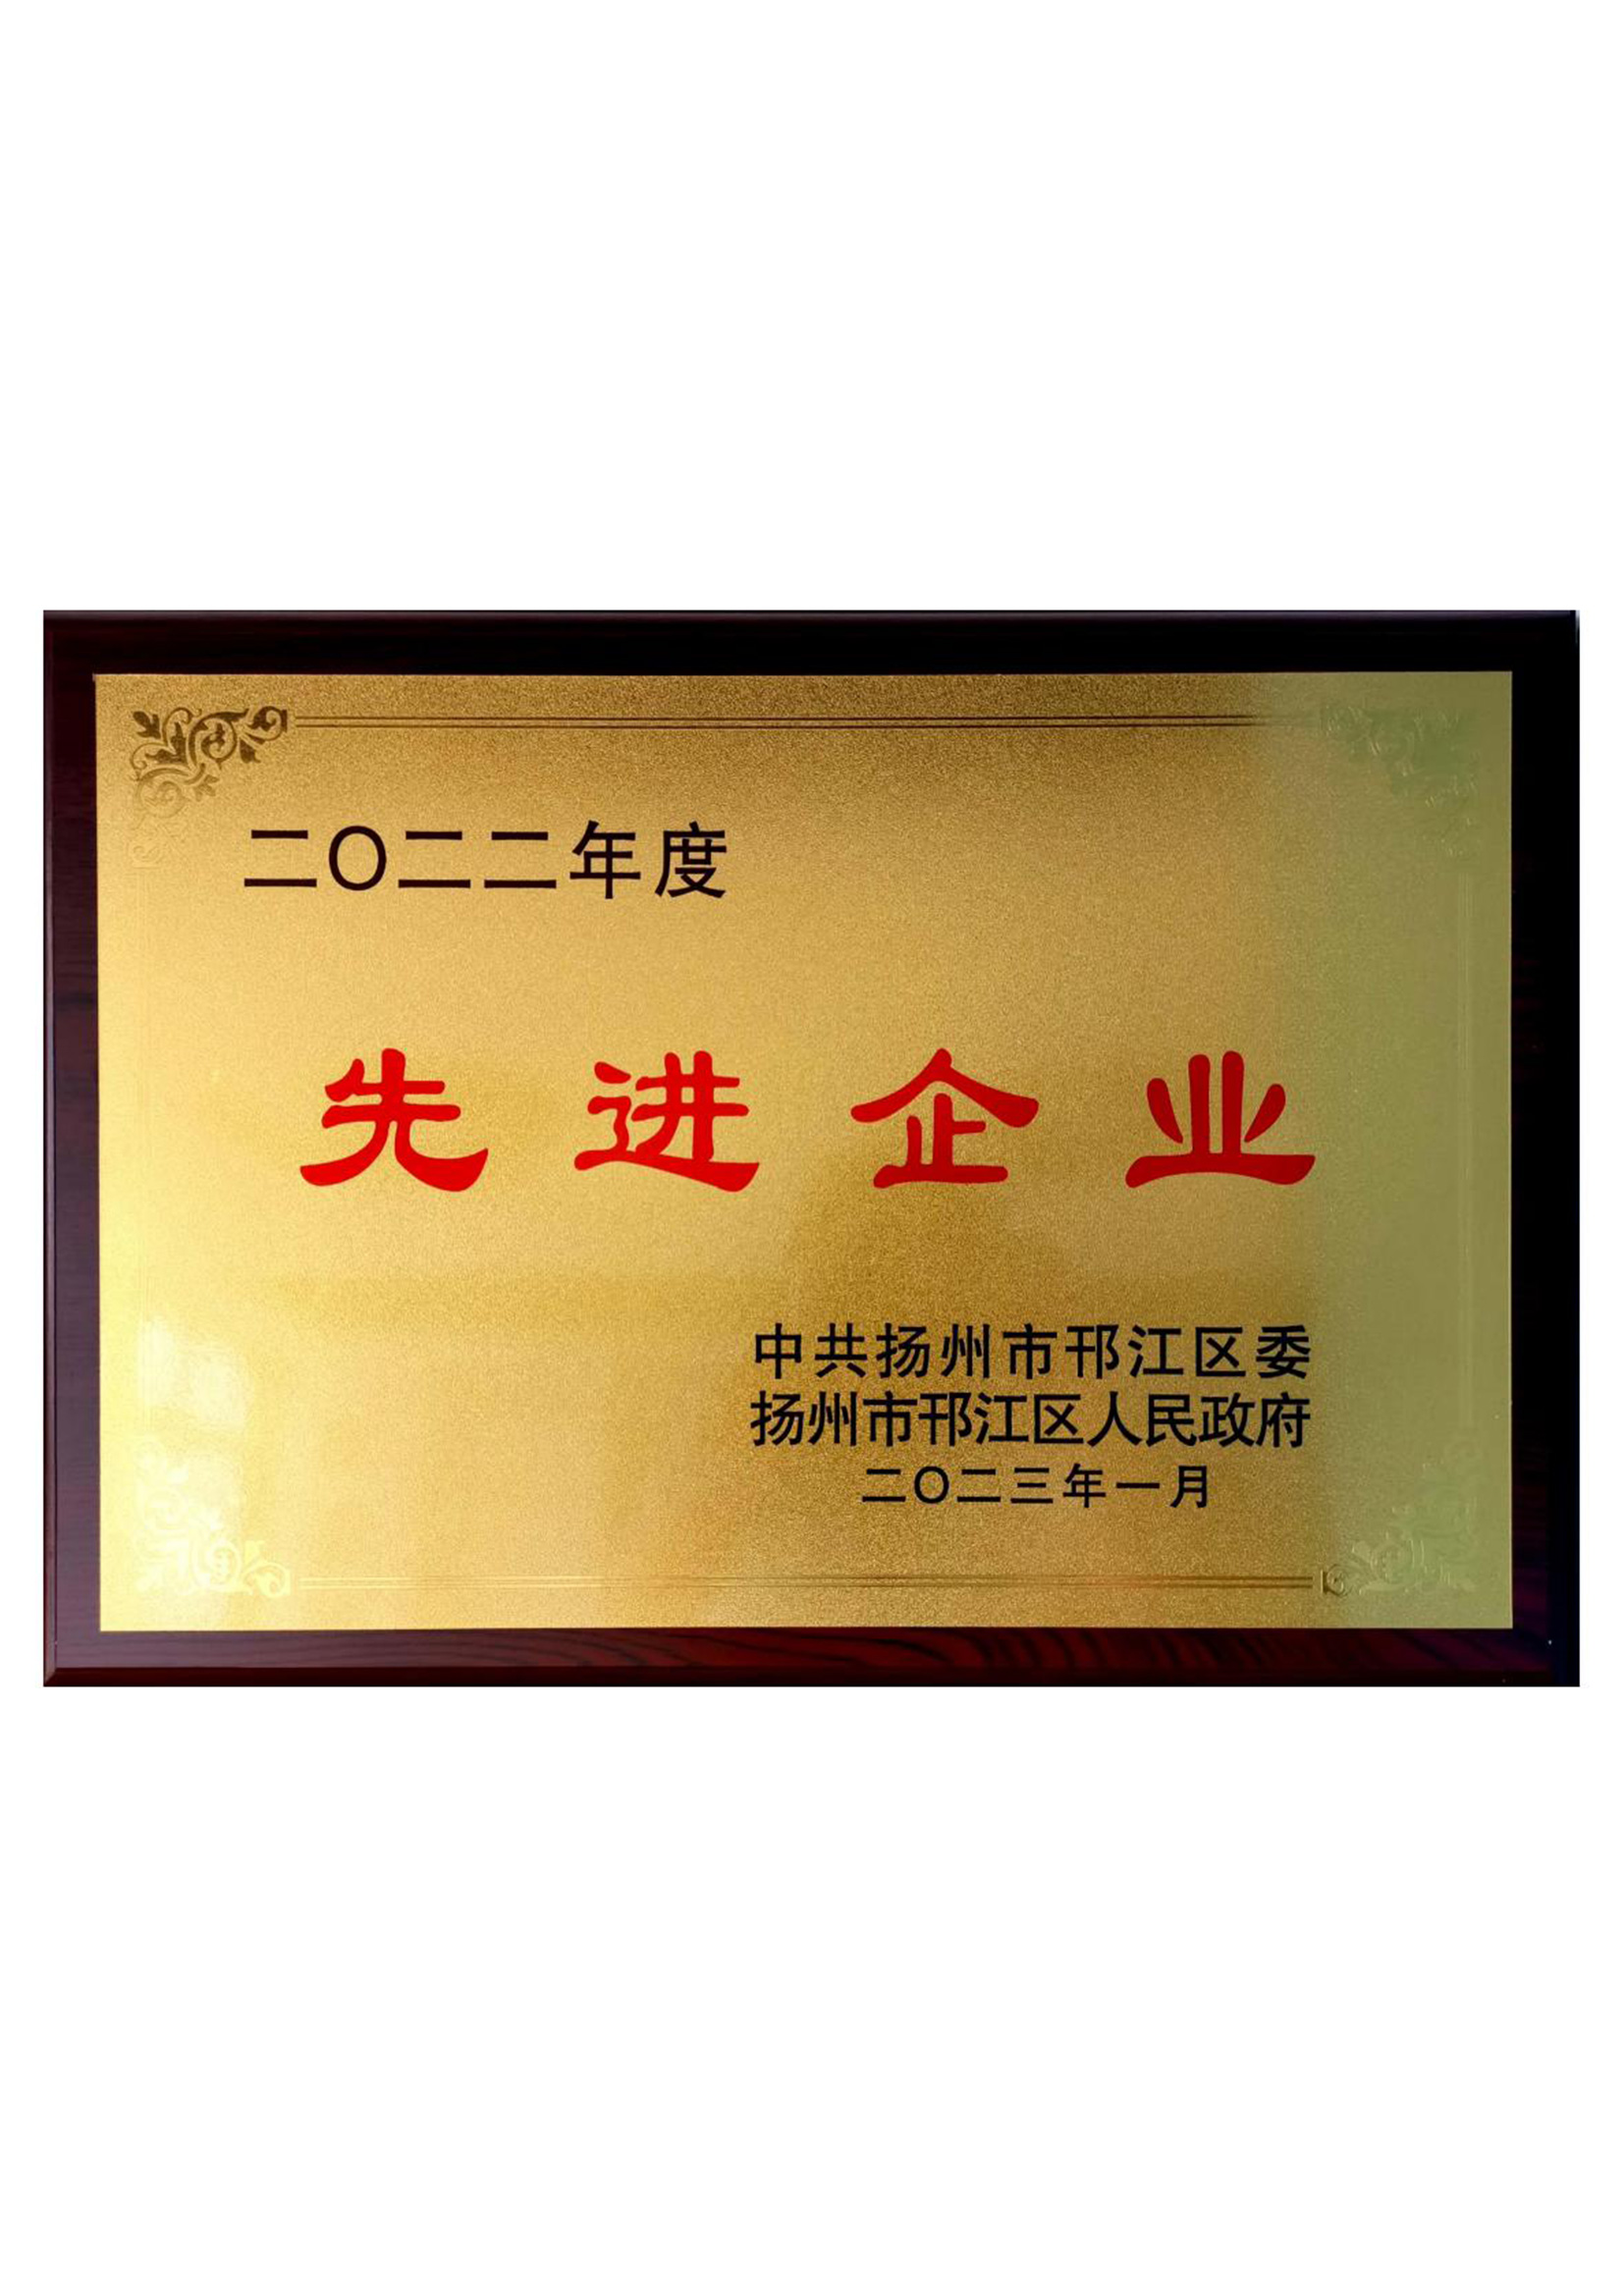 二〇二二年度
先进企业
中共扬州市邗江区委
扬州市邗江区人民政府
二〇二三年一月